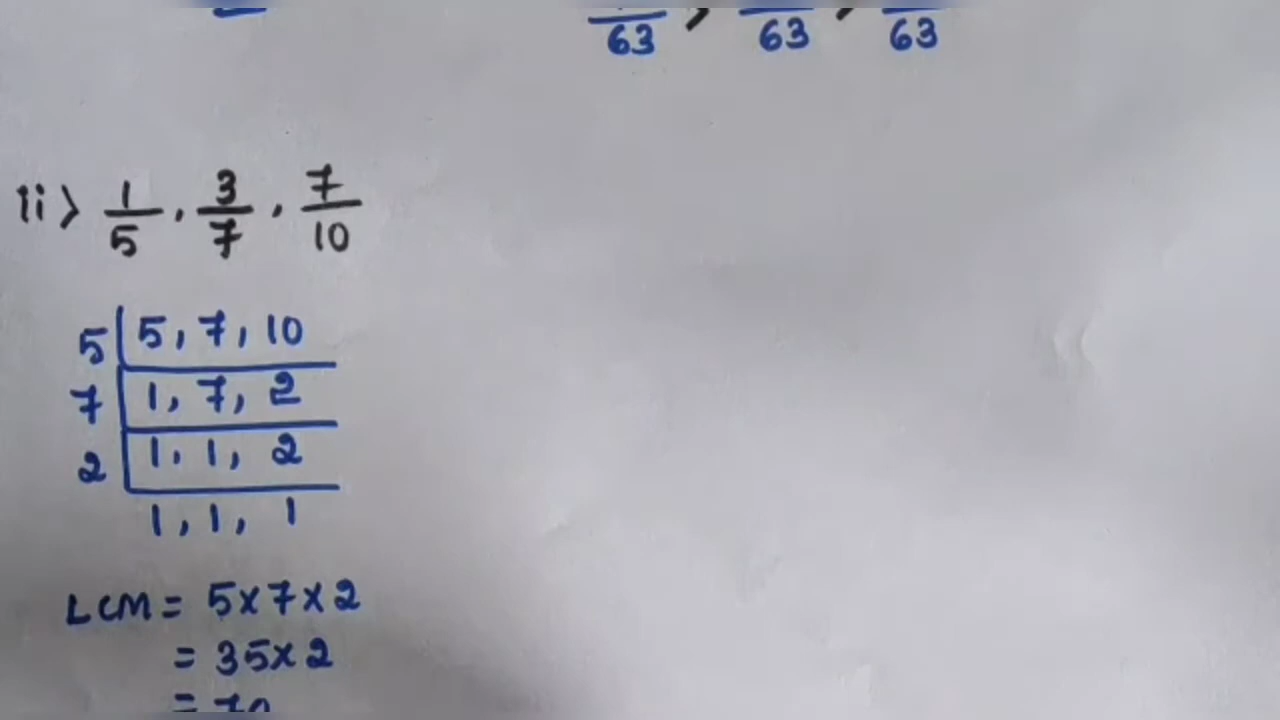 63, 63, 63
ii> 1/5, 3/7, 7/10
5 | 5, 7, 10
7 | 1, 7, 2
2 | 1, 1, 2
1, 1, 1
LCM = 5×7×2
= 35×2
= 70